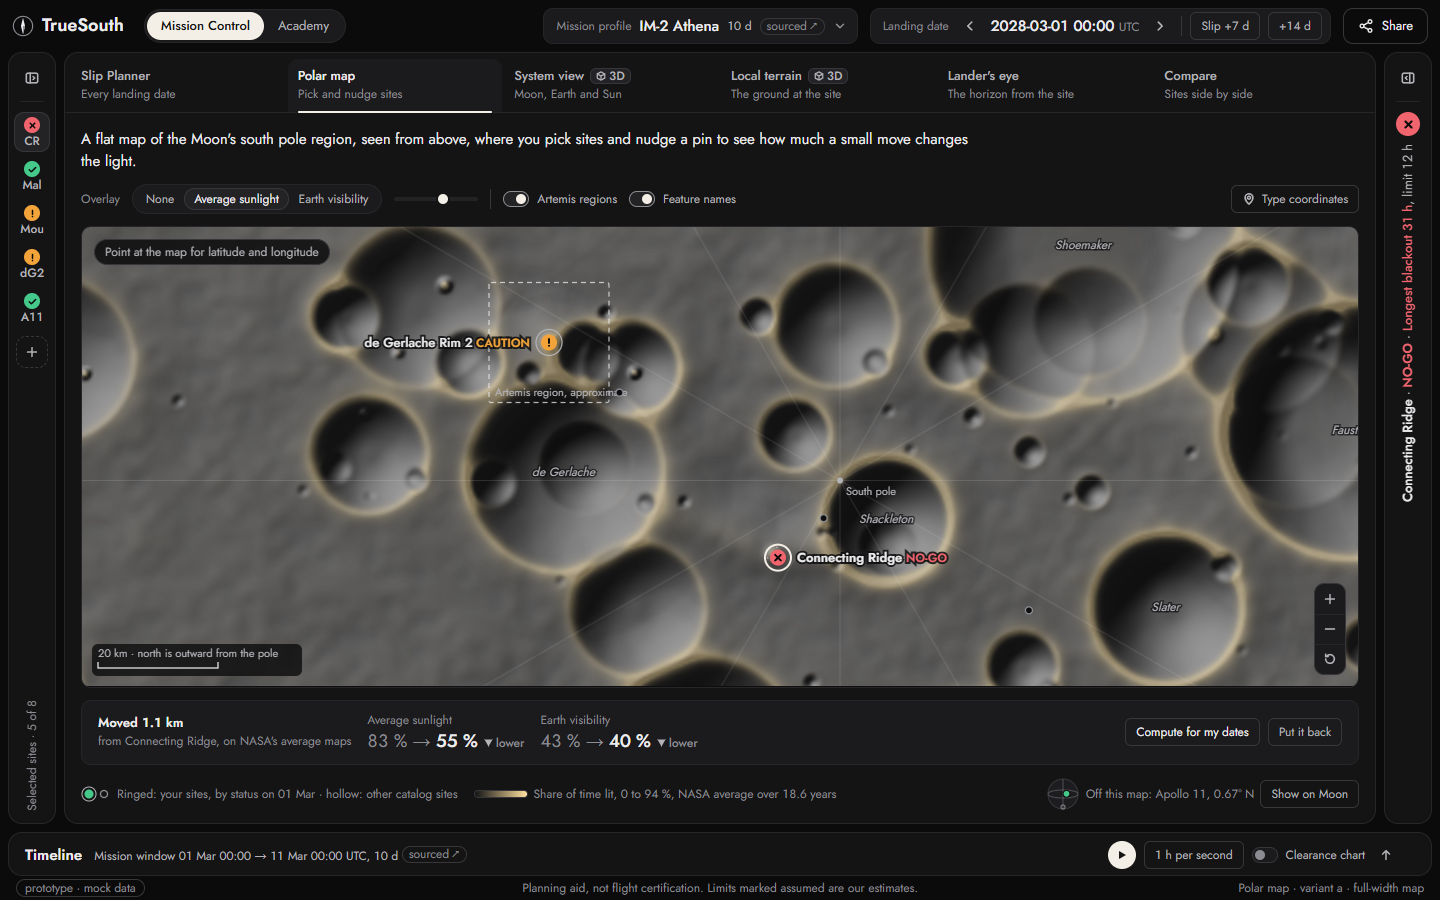 TrueSouth
Mission Control
Academy
Mission profile IM-2 Athena 10 d sourced ↗
Landing date 2028-03-01 00:00 UTC
Slip +7 d
+14 d
Share
CR
Mal
Mou
dG2
A11
Selected sites · 5 of 8
Slip Planner
Every landing date
Polar map
Pick and nudge sites
System view 3D
Moon, Earth and Sun
Local terrain 3D
The ground at the site
Lander's eye
The horizon from the site
Compare
Sites side by side
A flat map of the Moon's south pole region, seen from above, where you pick sites and nudge a pin to see how much a small move changes
the light.
Overlay None Average sunlight Earth visibility
Artemis regions
Feature names
Type coordinates
Point at the map for latitude and longitude
Shoemaker
de Gerlache Rim 2 CAUTION
Artemis region, approximate
Faust
de Gerlache
South pole
Shackleton
Connecting Ridge NO-GO
Slater
20 km · north is outward from the pole
Moved 1.1 km
from Connecting Ridge, on NASA's average maps
Average sunlight
83 % → 55 % ▼ lower
Earth visibility
43 % → 40 % ▼ lower
Compute for my dates
Put it back
Ringed: your sites, by status on 01 Mar · hollow: other catalog sites
Share of time lit, 0 to 94 %, NASA average over 18.6 years
Off this map: Apollo 11, 0.67° N
Show on Moon
Connecting Ridge · NO-GO · Longest blackout 31 h, limit 12 h
Timeline Mission window 01 Mar 00:00 → 11 Mar 00:00 UTC, 10 d sourced ↗
1 h per second
Clearance chart
prototype · mock data
Planning aid, not flight certification. Limits marked assumed are our estimates.
Polar map · variant a · full-width map